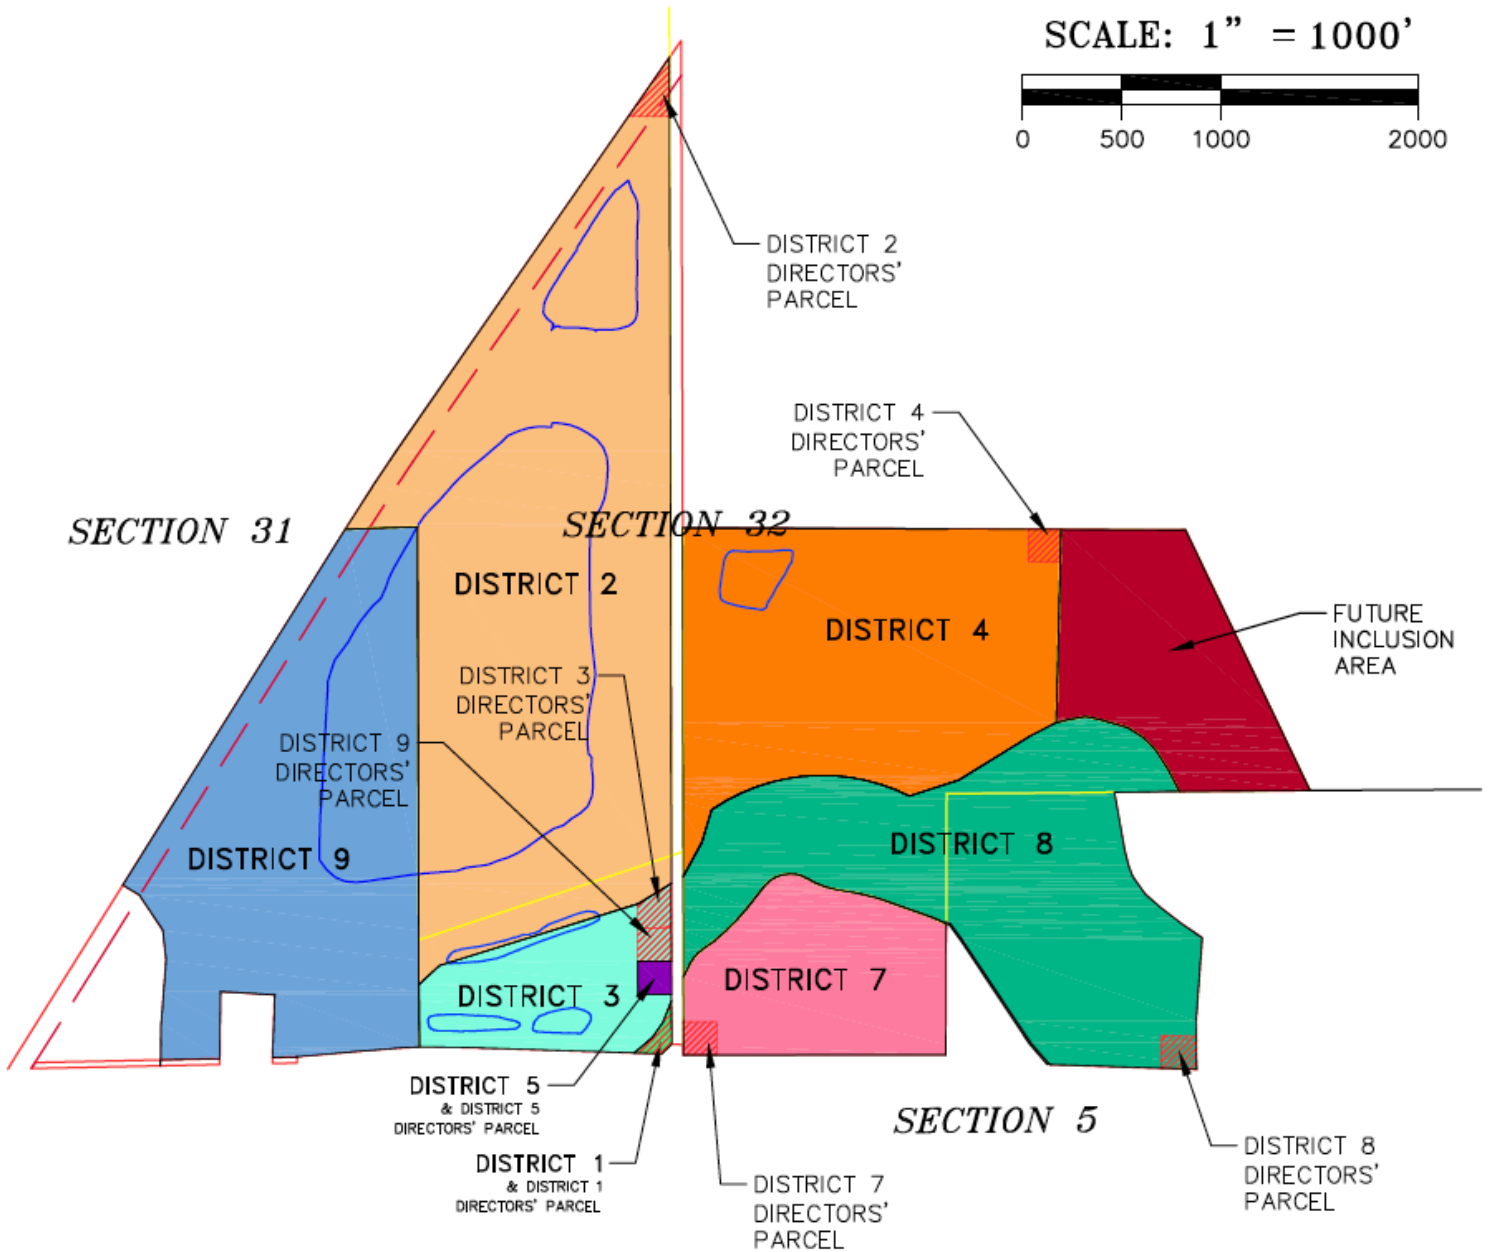 SCALE: 1” = 1000’
0 500 1000 2000
DISTRICT 2
DIRECTORS’
PARCEL
DISTRICT 4
DIRECTORS’
PARCEL
SECTION 31
SECTION 32
DISTRICT 2
DISTRICT 4
FUTURE
INCLUSION
AREA
DISTRICT 3
DIRECTORS’
PARCEL
DISTRICT 9
DIRECTORS’
PARCEL
DISTRICT 9
DISTRICT 8
DISTRICT 3
DISTRICT 7
DISTRICT 5
& DISTRICT 5
DIRECTORS’ PARCEL
SECTION 5
DISTRICT 1
& DISTRICT 1
DIRECTORS’ PARCEL
DISTRICT 7
DIRECTORS’
PARCEL
DISTRICT 8
DIRECTORS’
PARCEL